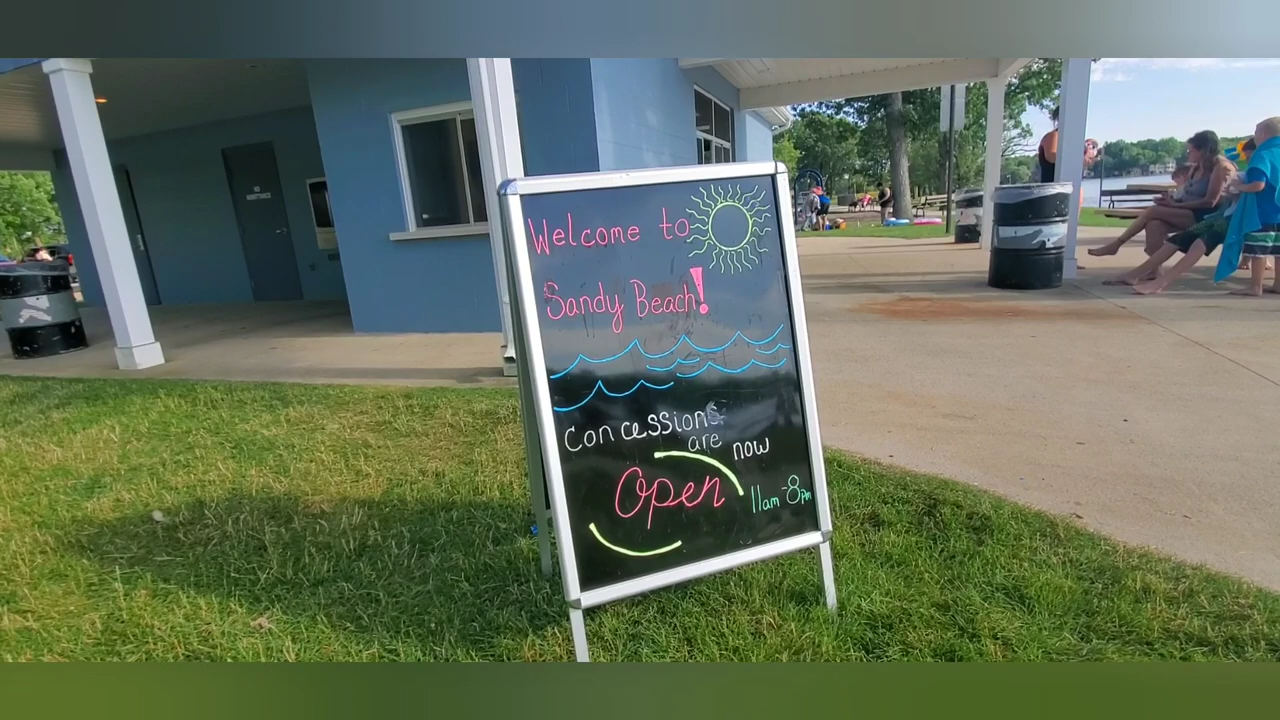 Welcome to
Sandy Beach!
Concessions
are now
Open 11am-8pm